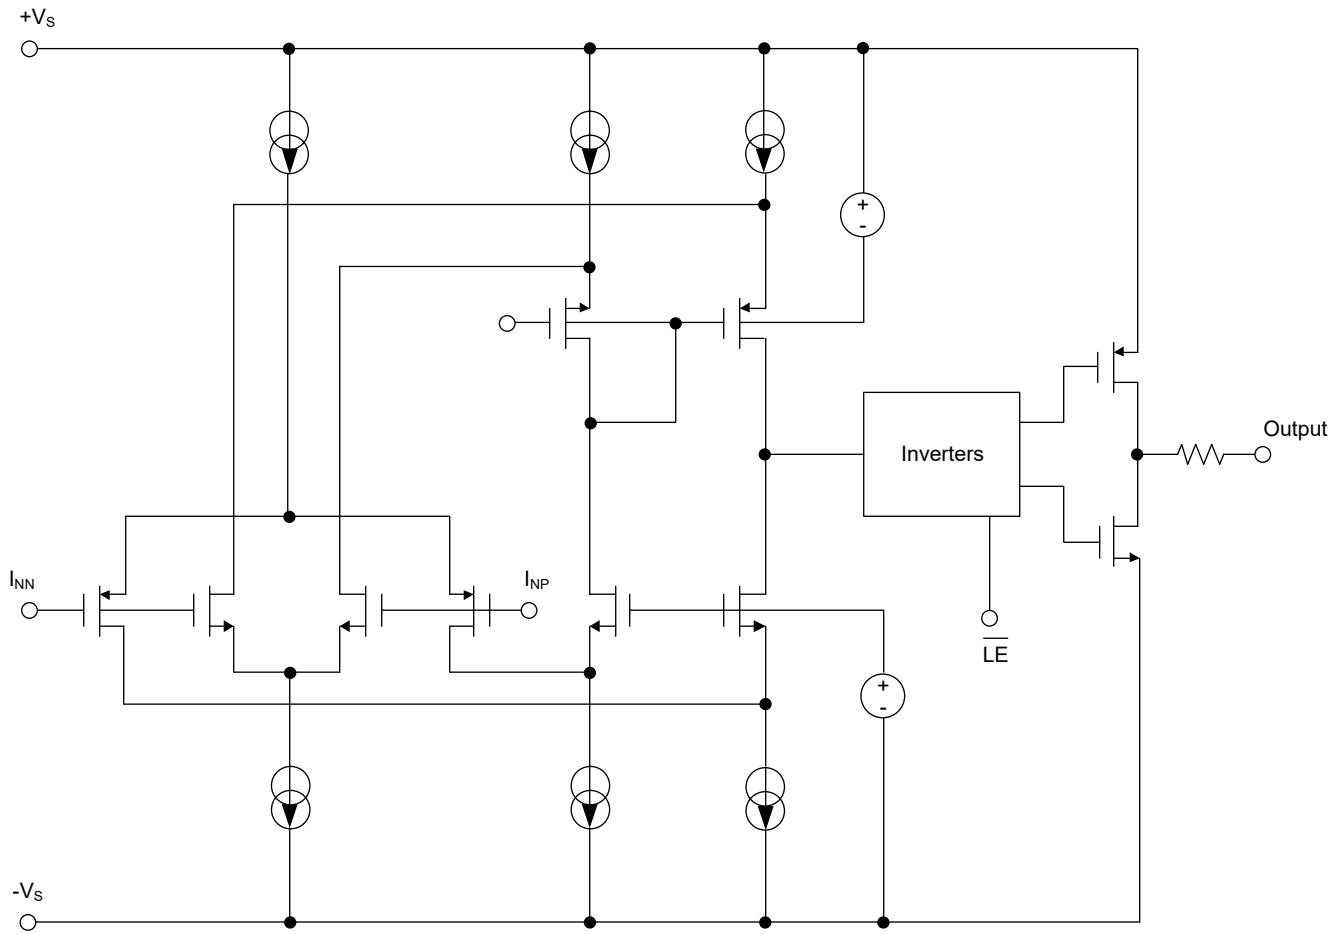 +VS
+
-
Output
Inverters
INN
INP
LE
+
-
-VS